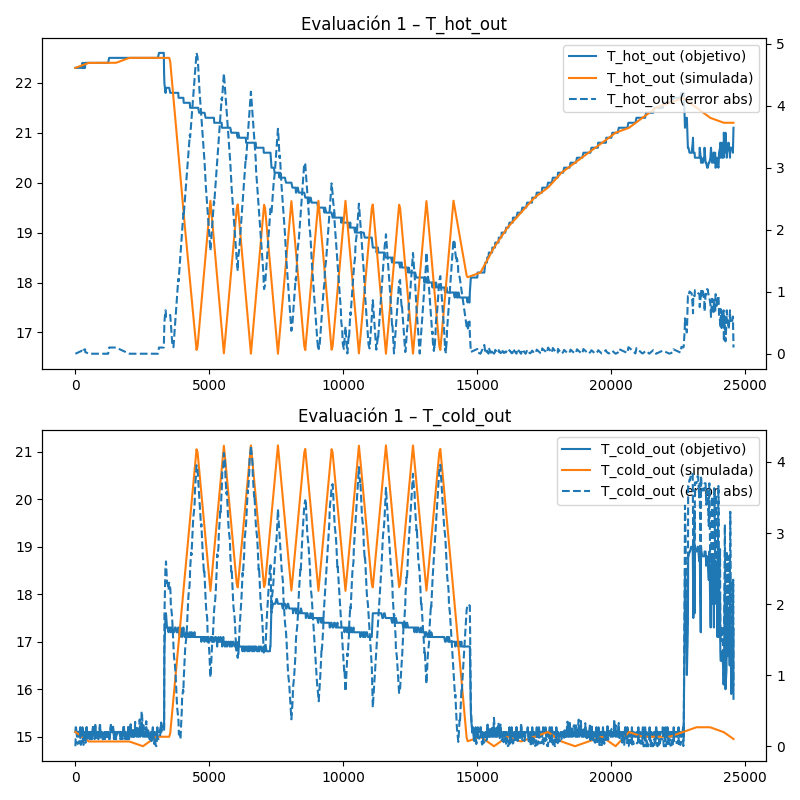 Evaluación 1 – T_hot_out
T_hot_out (objetivo)
T_hot_out (simulada)
T_hot_out (error abs)
22
21
20
19
18
17
5
4
3
2
1
0
0 5000 10000 15000 20000 25000
Evaluación 1 – T_cold_out
T_cold_out (objetivo)
T_cold_out (simulada)
T_cold_out (error abs)
21
20
19
18
17
16
15
4
3
2
1
0
0 5000 10000 15000 20000 25000